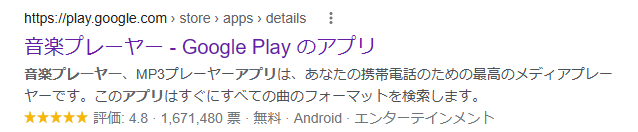 https://play.google.com › store › apps › details
音楽プレーヤー - Google Play のアプリ
音楽プレーヤー、MP3プレーヤーアプリは、あなたの携帯電話のための最高のメディアプレー
ヤーです。このアプリはすぐにすべての曲のフォーマットを検索します。
★★★★★ 評価: 4.8 · 1,671,480 票 · 無料 · Android · エンターテインメント